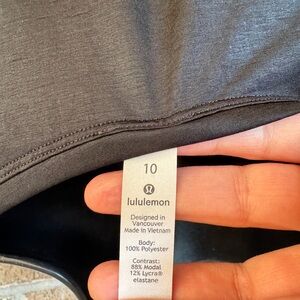 10
lululemon
Designed in
Vancouver
Made in Vietnam
Body:
100% Polyester
Contrast:
88% Modal
12% Lycra®
elastane